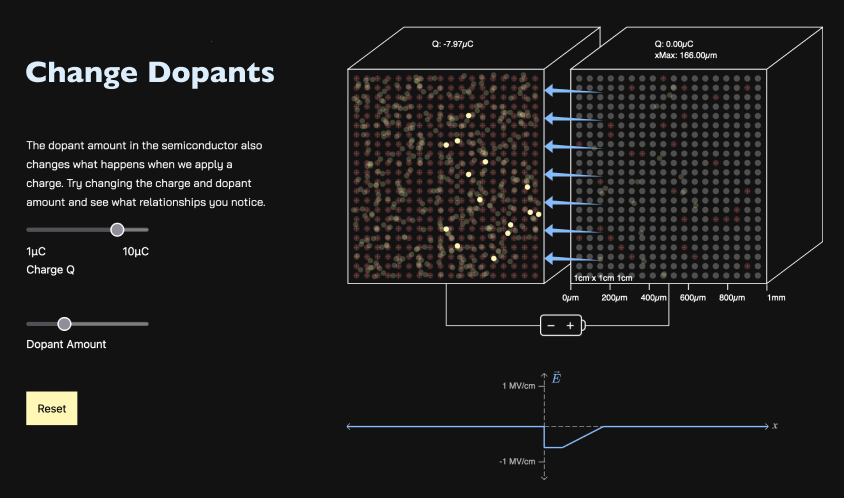 Change Dopants
The dopant amount in the semiconductor also
changes what happens when we apply a
charge. Try changing the charge and dopant
amount and see what relationships you notice.
1μC 10μC
Charge Q
Dopant Amount
Reset
Q: -7.97μC
Q: 0.00μC
xMax: 166.00μm
1cm x 1cm 1cm
0μm 200μm 400μm 600μm 800μm 1mm
− +
E
1 MV/cm
x
-1 MV/cm